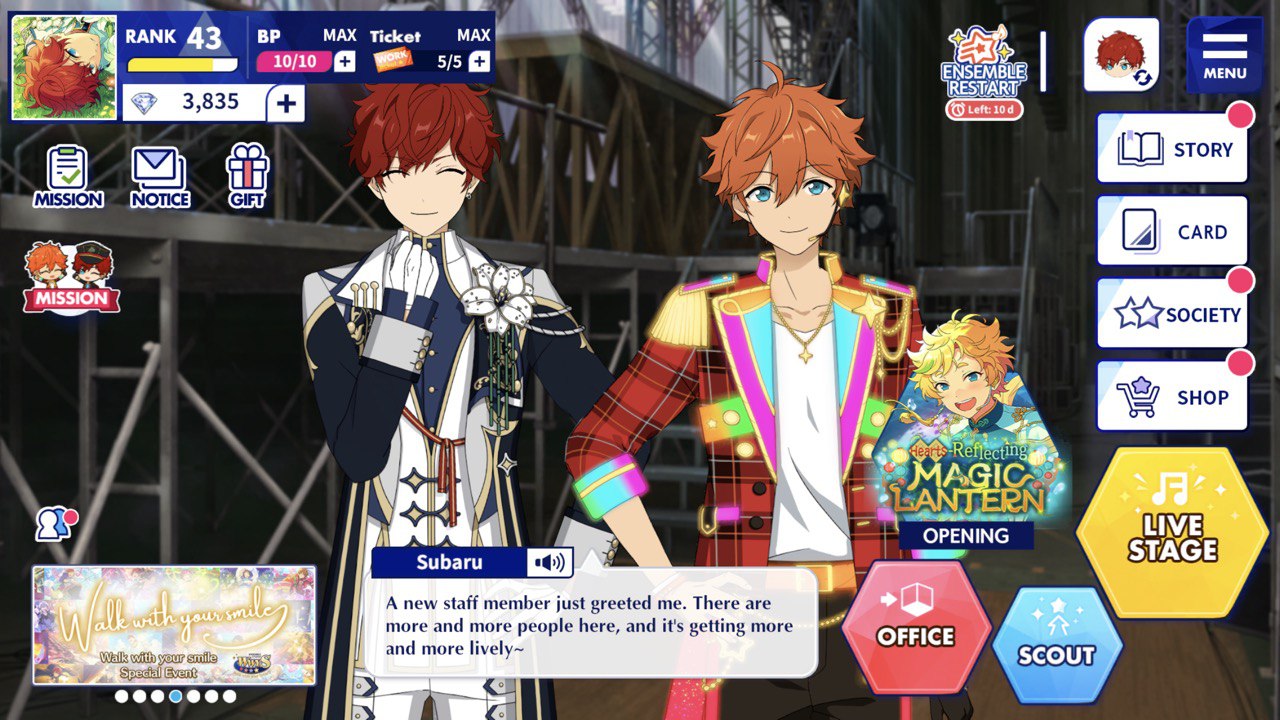 RANK 43
BP MAX
10/10
Ticket MAX
WORK
5/5
3,835
ENSEMBLE
RESTART
Left: 10 d
MENU
MISSION
NOTICE
GIFT
MISSION
STORY
CARD
SOCIETY
SHOP
Hearts Reflecting
MAGIC
LANTERN
OPENING
LIVE
STAGE
OFFICE
SCOUT
Subaru
A new staff member just greeted me. There are
more and more people here, and it's getting more
and more lively~
Walk with your smile
Walk with your smile
Special Event